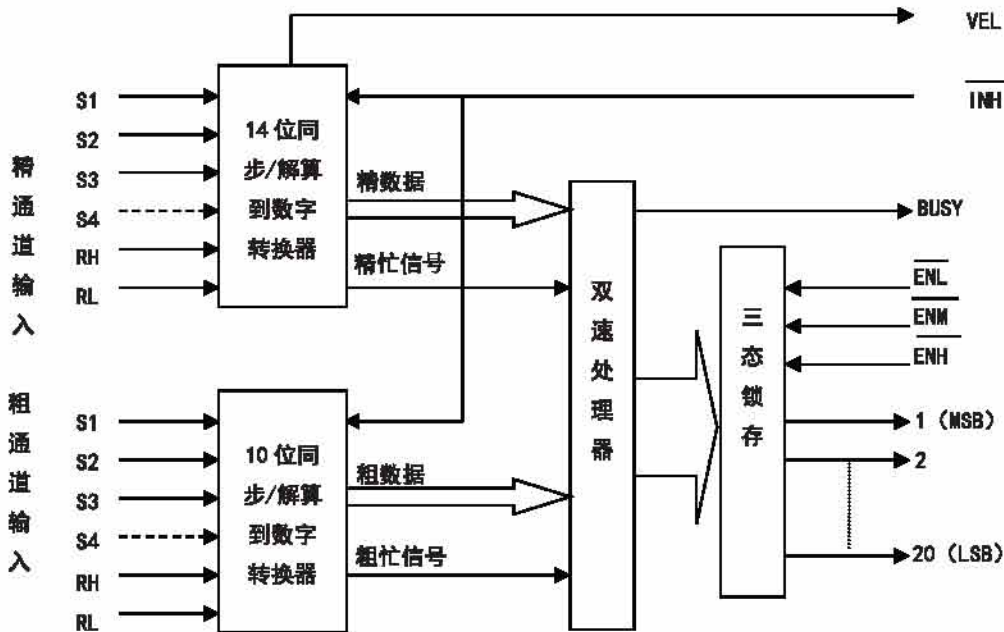 VEL
INH
精通道输入
S1
S2
S3
S4
RH
RL
14 位同
步/解算
到数字
转换器
精数据
精忙信号
BUSY
ENL
ENM
ENH
双速处理器
三态锁存
粗通道输入
S1
S2
S3
S4
RH
RL
10 位同
步/解算
到数字
转换器
粗数据
粗忙信号
1 (MSB)
2
20 (LSB)